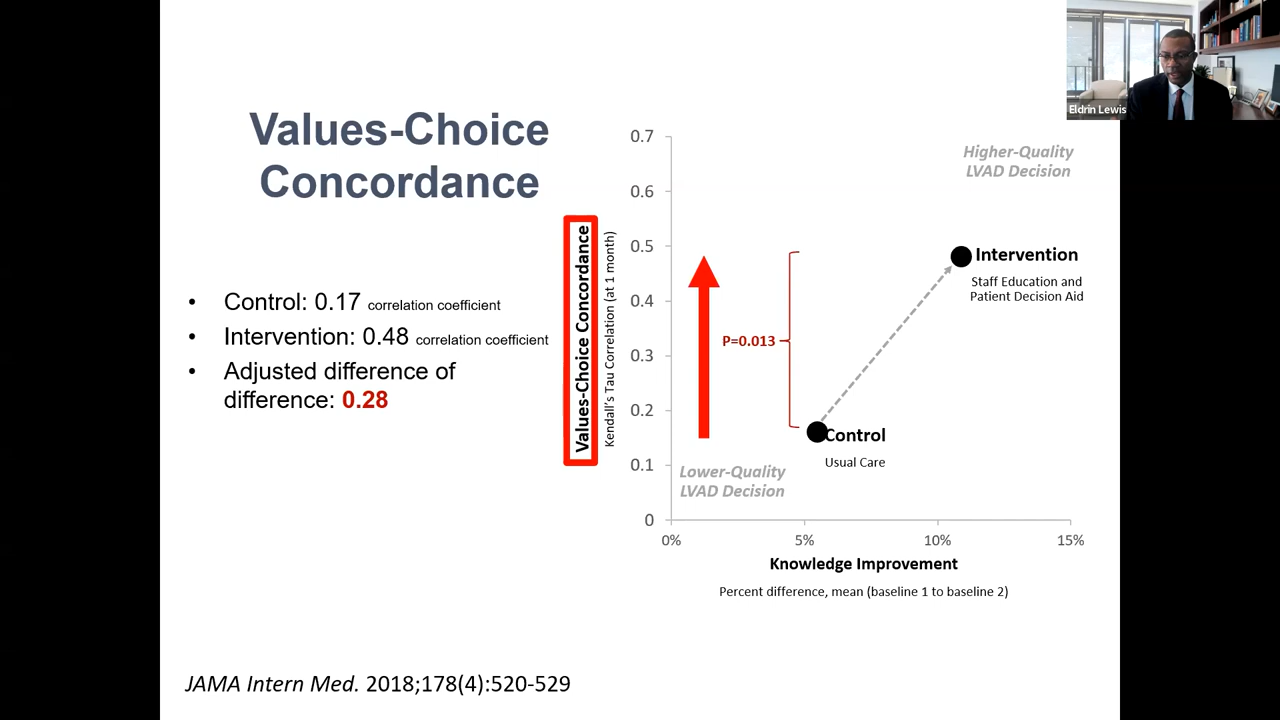 Eldrin Lewis
Values-Choice
Concordance
• Control: 0.17 correlation coefficient
• Intervention: 0.48 correlation coefficient
• Adjusted difference of
difference: 0.28
Values-Choice Concordance
Kendall's Tau Correlation (at 1 month)
0.7
0.6
0.5
0.4
0.3
0.2
0.1
0
Higher-Quality
LVAD Decision
Intervention
Staff Education and
Patient Decision Aid
P=0.013
Control
Usual Care
Lower-Quality
LVAD Decision
0% 5% 10% 15%
Knowledge Improvement
Percent difference, mean (baseline 1 to baseline 2)
JAMA Intern Med. 2018;178(4):520-529